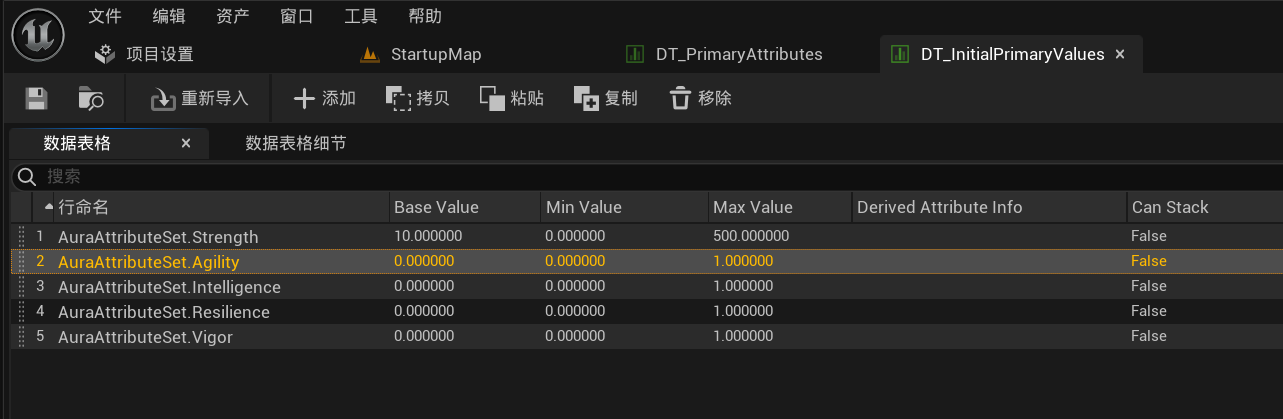 文件 编辑 资产 窗口 工具 帮助
项目设置 StartupMap DT_PrimaryAttributes DT_InitialPrimaryValues ×
重新导入 添加 拷贝 粘贴 复制 移除
数据表格 × 数据表格细节
搜索
行命名 Base Value Min Value Max Value Derived Attribute Info Can Stack
1 AuraAttributeSet.Strength 10.000000 0.000000 500.000000 False
2 AuraAttributeSet.Agility 0.000000 0.000000 1.000000 False
3 AuraAttributeSet.Intelligence 0.000000 0.000000 1.000000 False
4 AuraAttributeSet.Resilience 0.000000 0.000000 1.000000 False
5 AuraAttributeSet.Vigor 0.000000 0.000000 1.000000 False